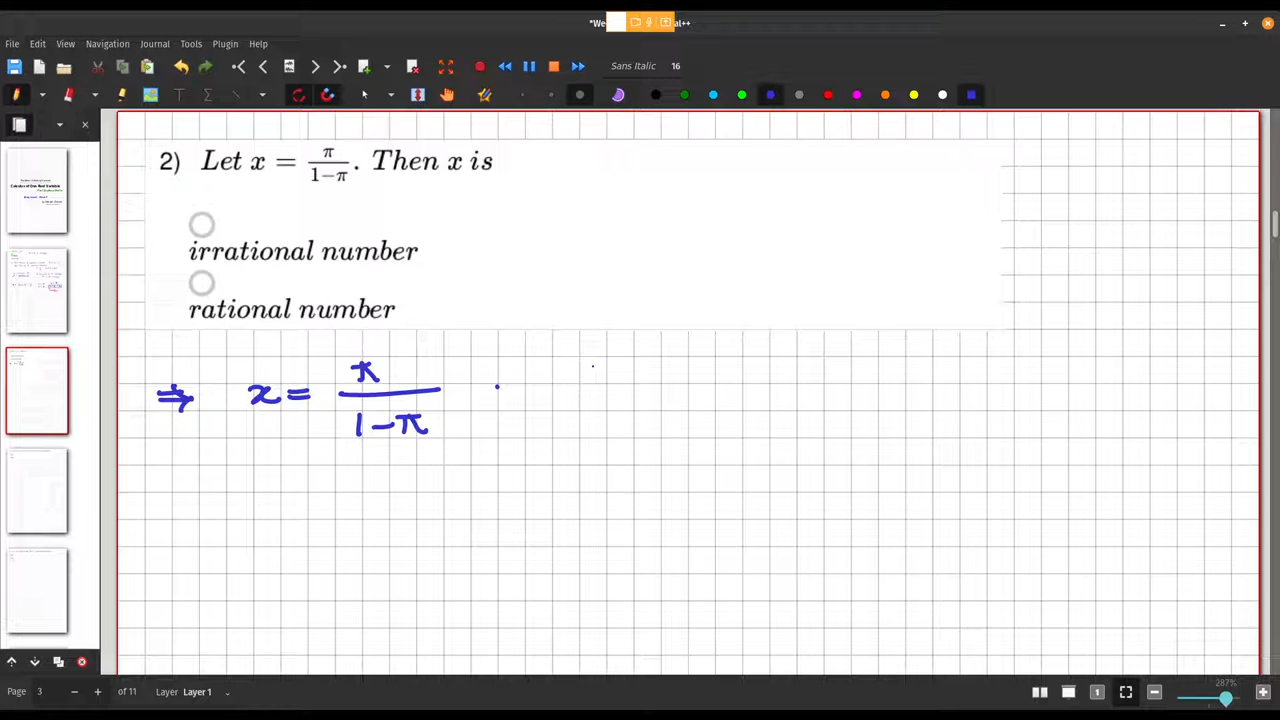 *We
al++
File Edit View Navigation Journal Tools Plugin Help
Sans Italic 16
2) Let x = π/(1−π). Then x is
irrational number
rational number
⇒ x = π/(1−π)
Page 3 of 11 Layer Layer 1
287%